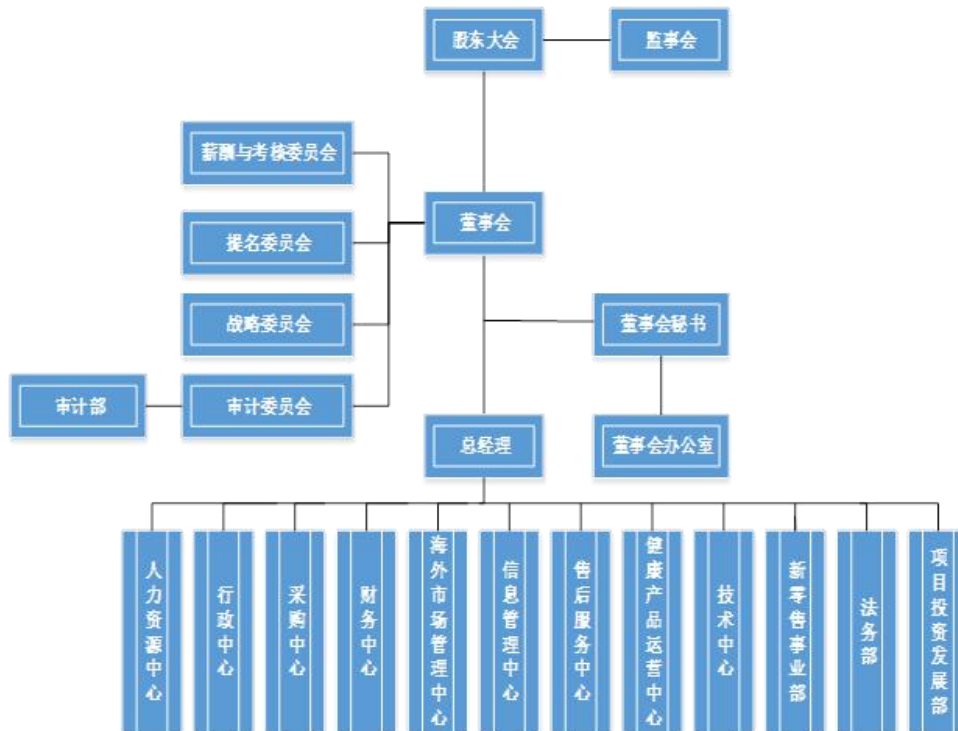 股东大会
监事会
薪酬与考核委员会
董事会
提名委员会
战略委员会
董事会秘书
审计部
审计委员会
总经理
董事会办公室
人力资源中心
行政中心
采购中心
财务中心
海外市场管理中心
信息管理中心
售后服务中心
健康产品运营中心
技术中心
新零售事业部
法务部
项目投资发展部